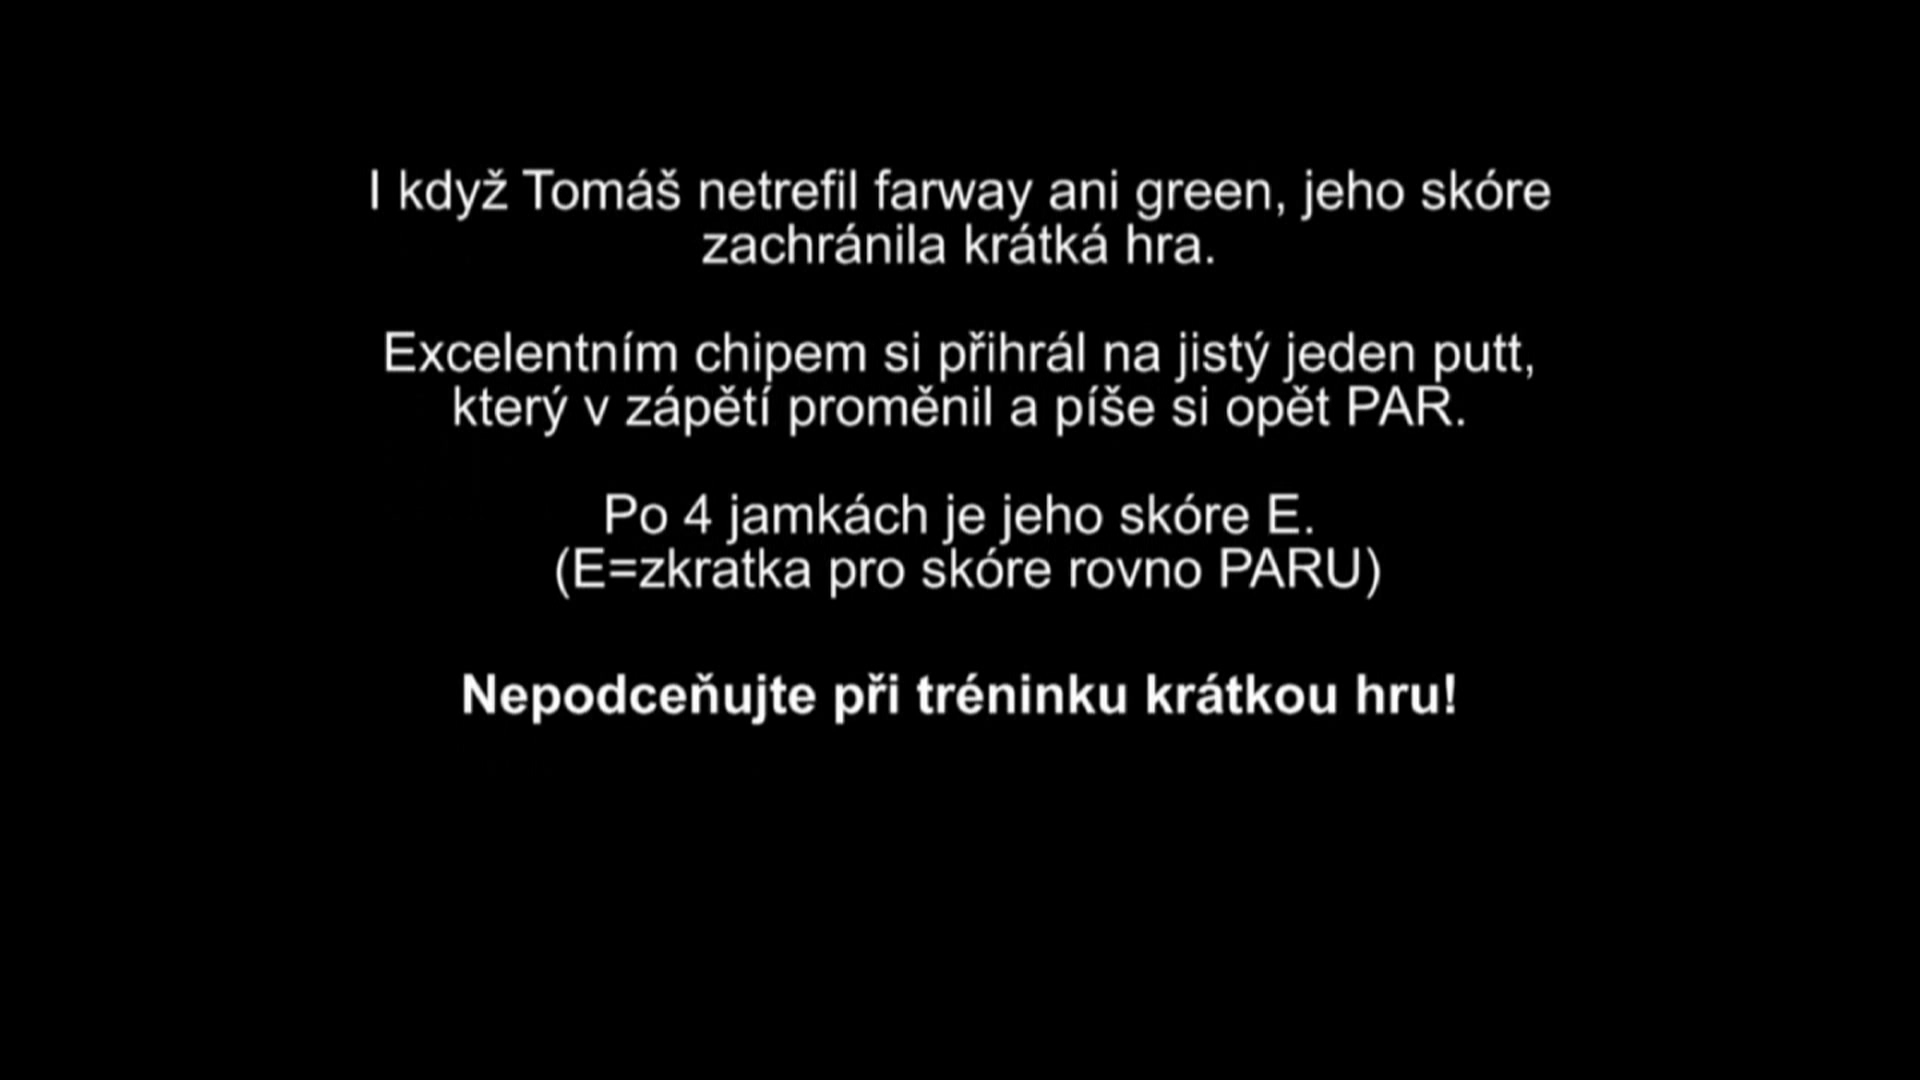 I když Tomáš netrefil farway ani green, jeho skóre
zachránila krátká hra.
Excelentním chipem si přihrál na jistý jeden putt,
který v zápětí proměnil a píše si opět PAR.
Po 4 jamkách je jeho skóre E.
(E=zkratka pro skóre rovno PARU)
Nepodceňujte při tréninku krátkou hru!